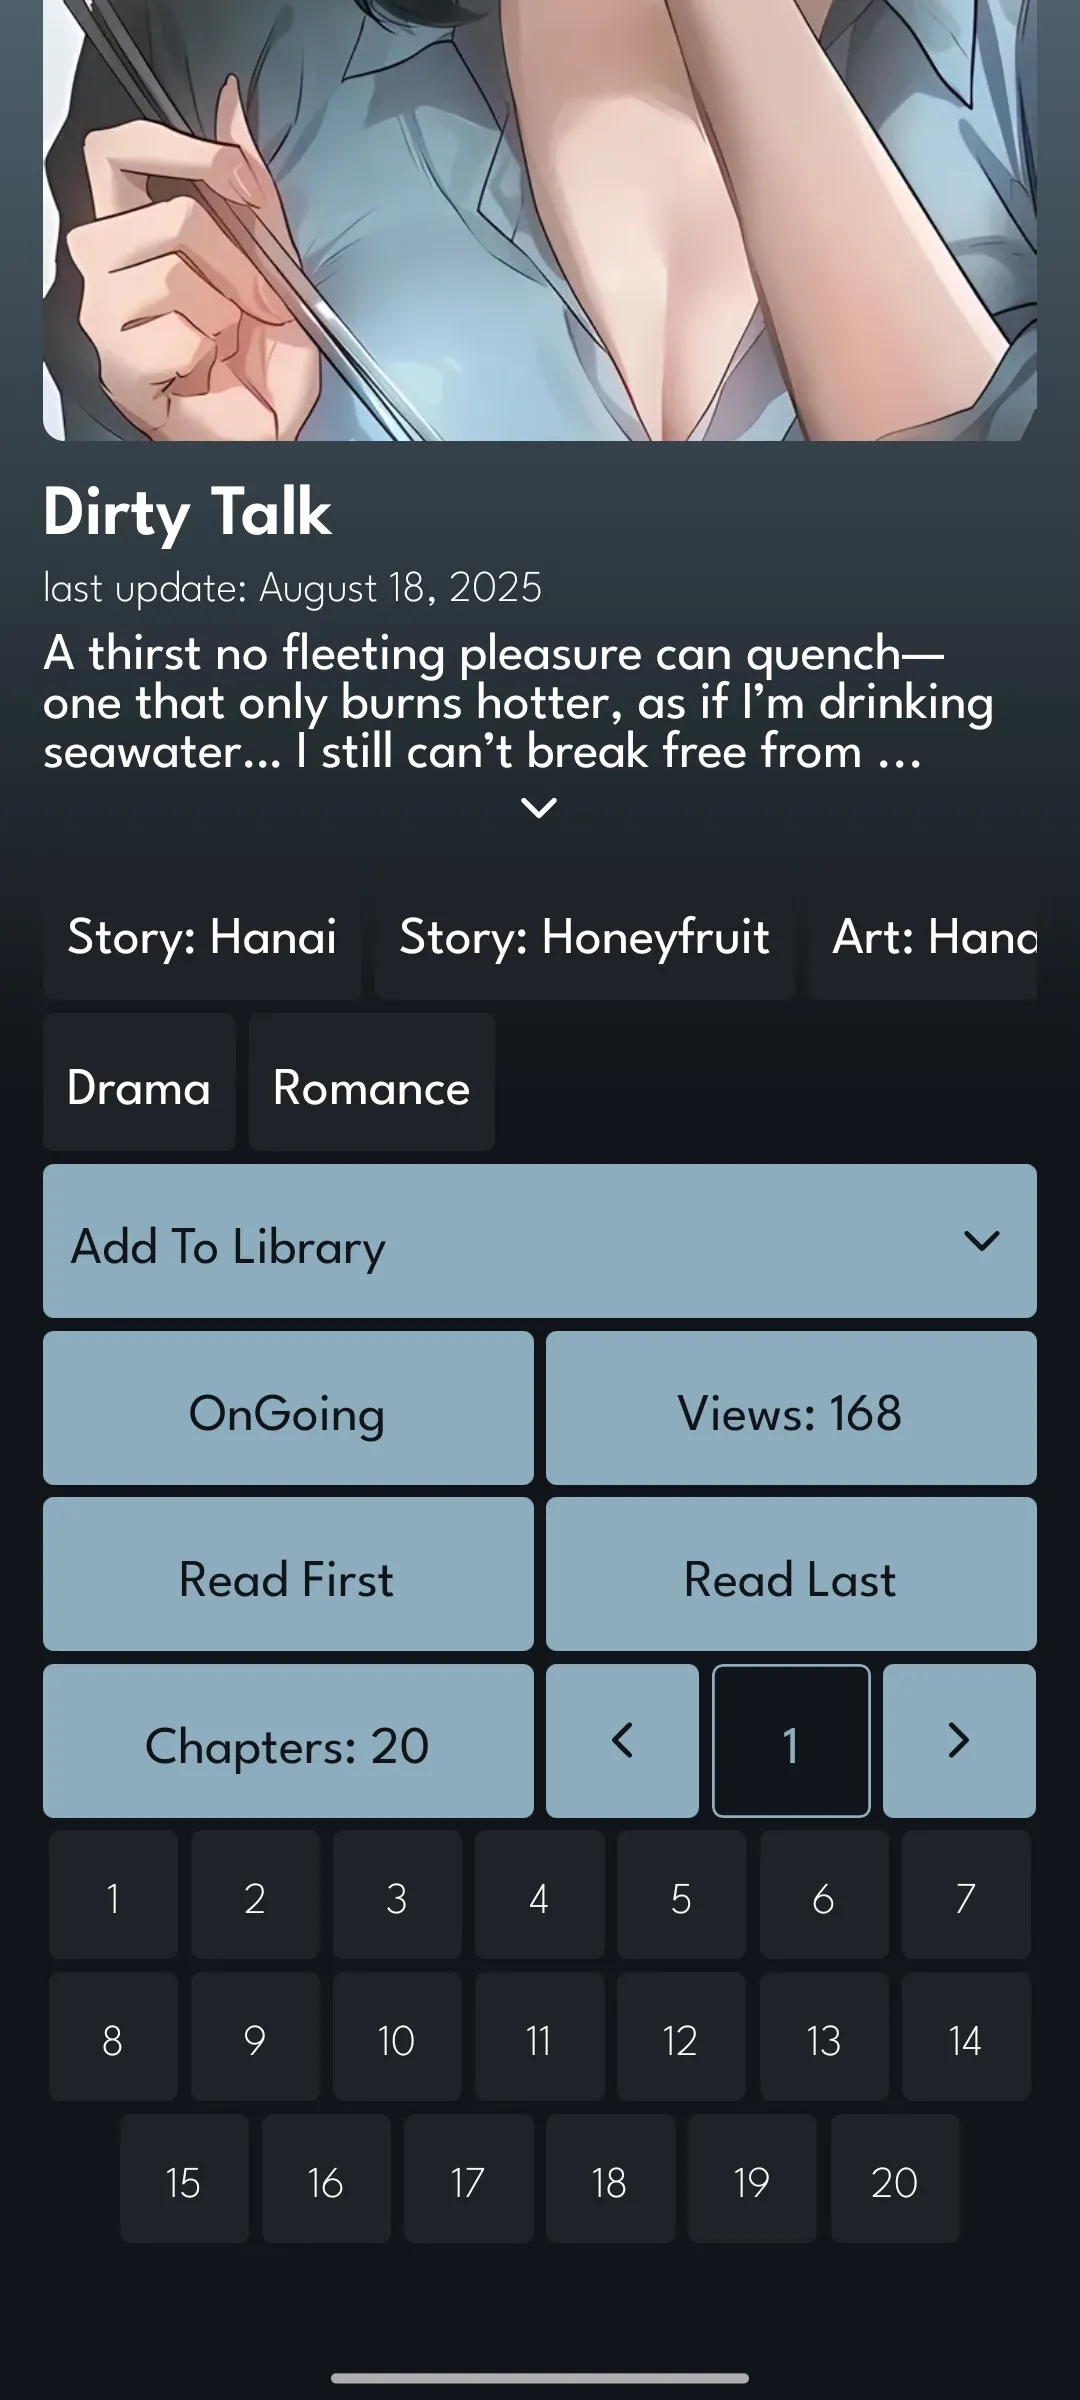 Dirty Talk
last update: August 18, 2025
A thirst no fleeting pleasure can quench—
one that only burns hotter, as if I’m drinking
seawater... I still can’t break free from ...
Story: Hanai
Story: Honeyfruit
Art:
Drama
Romance
Add To Library
OnGoing
Views: 168
Read First
Read Last
Chapters: 20
1
1 2 3 4 5 6 7
8 9 10 11 12 13 14
15 16 17 18 19 20